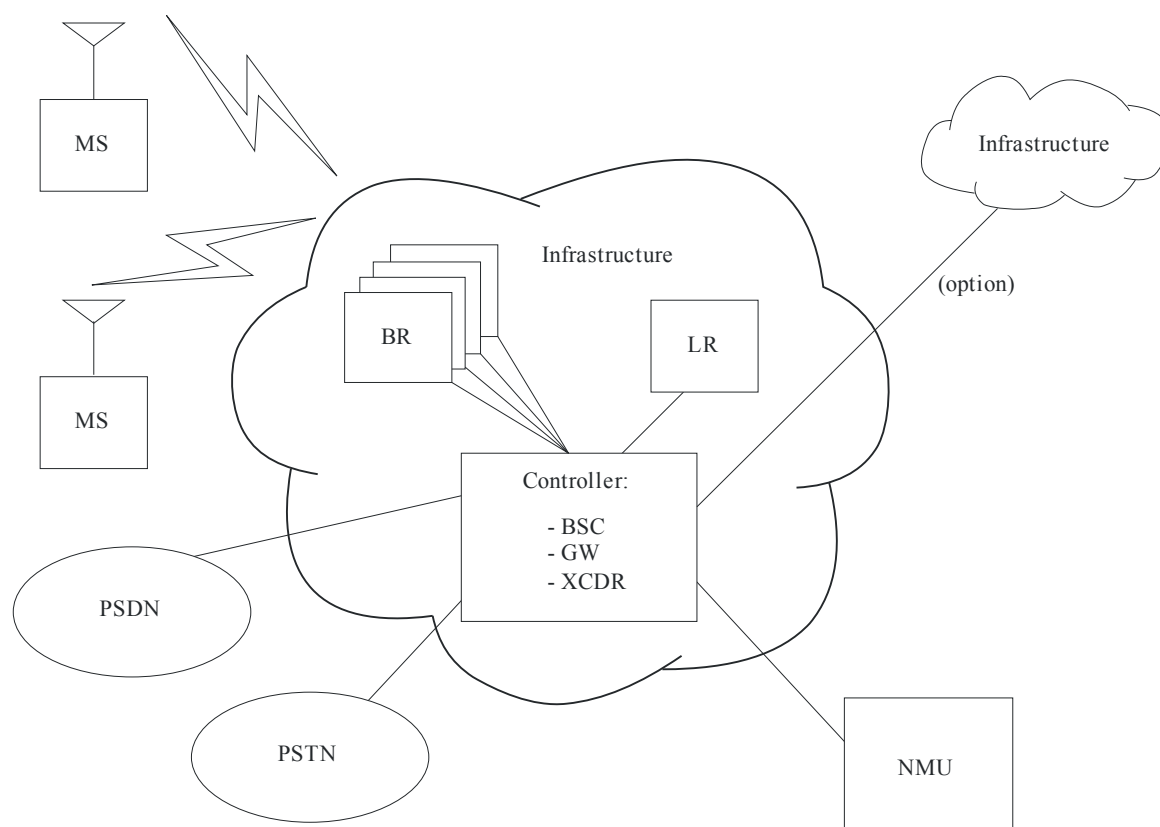 MS
Infrastructure
Infrastructure
(option)
BR
LR
MS
Controller:
- BSC
- GW
- XCDR
PSDN
PSTN
NMU